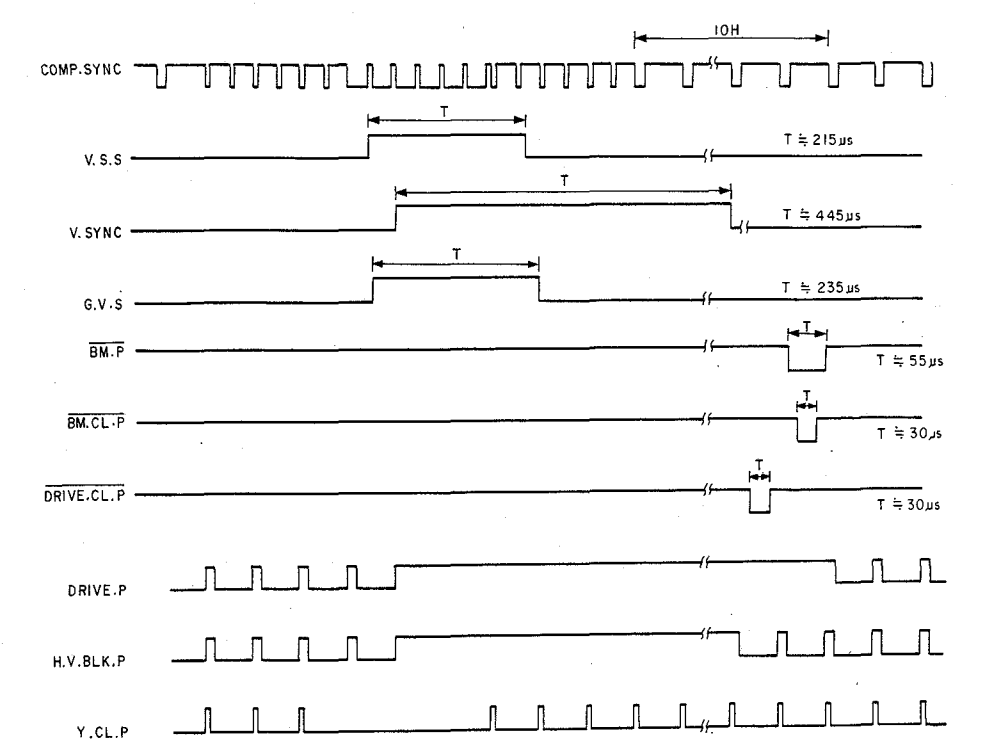 10H
COMP.SYNC
T
V.S.S
T ≒ 215µs
T
V.SYNC
T ≒ 445µs
T
G.V.S
T ≒ 235µs
T
BM.P
T ≒ 55µs
T
BM.CL.P
T ≒ 30µs
T
DRIVE.CL.P
T ≒ 30µs
DRIVE.P
H.V.BLK.P
Y.CL.P